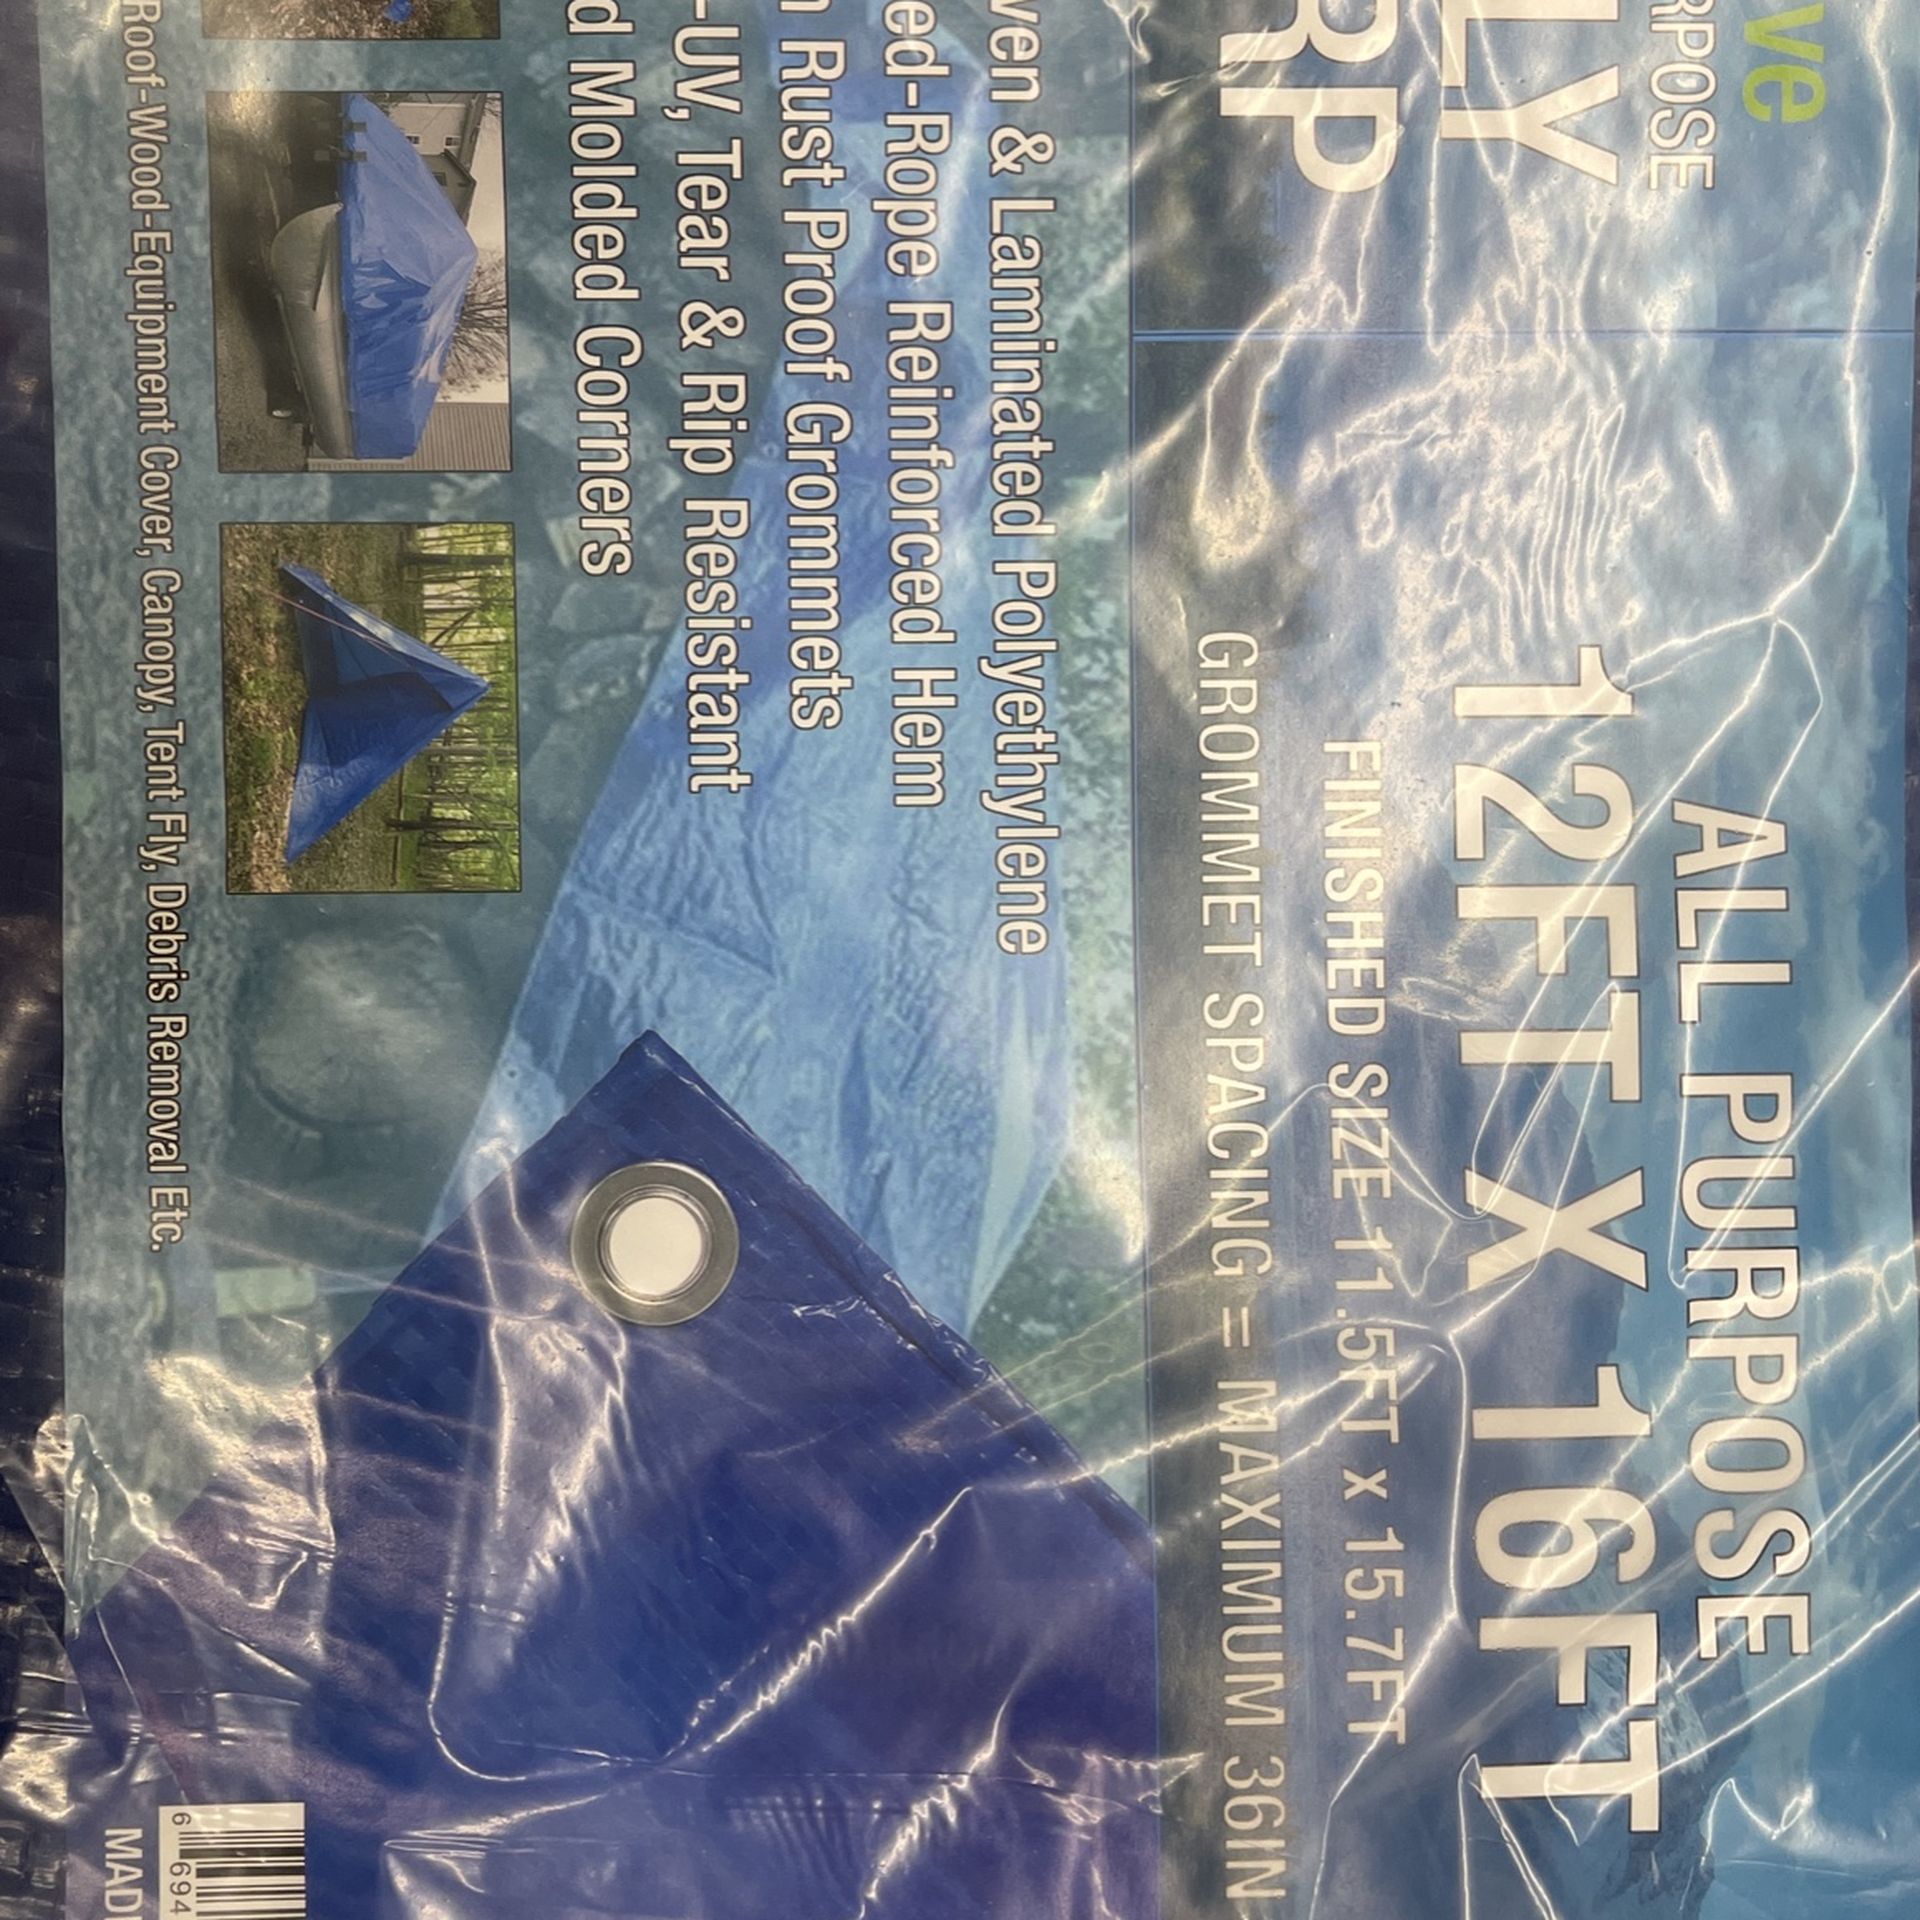 ve
RPOSE
LY
RP
ALL PURPOSE
12FT X 16FT
FINISHED SIZE 11.5FT x 15.7FT
GROMMET SPACING = MAXIMUM 36IN
ven & Laminated Polyethylene
ed-Rope Reinforced Hem
Rust Proof Grommets
-UV, Tear & Rip Resistant
d Molded Corners
Roof-Wood-Equipment Cover, Canopy, Tent Fly, Debris Removal Etc.
6 694
MAD